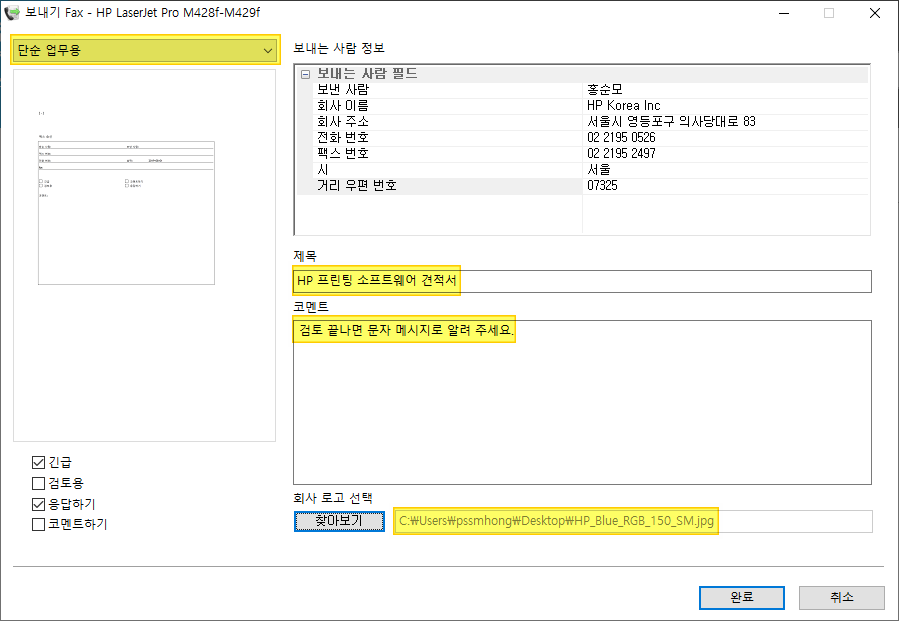 보내기 Fax - HP LaserJet Pro M428f-M429f
단순 업무용
보내는 사람 정보
보내는 사람 필드
보낸 사람 홍순모
회사 이름 HP Korea Inc
회사 주소 서울시 영등포구 의사당대로 83
전화 번호 02 2195 0526
팩스 번호 02 2195 2497
시 서울
거리 우편 번호 07325
제목
HP 프린팅 소프트웨어 견적서
코멘트
검토 끝나면 문자 메시지로 알려 주세요.
긴급
검토용
응답하기
코멘트하기
회사 로고 선택
찾아보기 C:₩Users₩pssmhong₩Desktop₩HP_Blue_RGB_150_SM.jpg
완료 취소